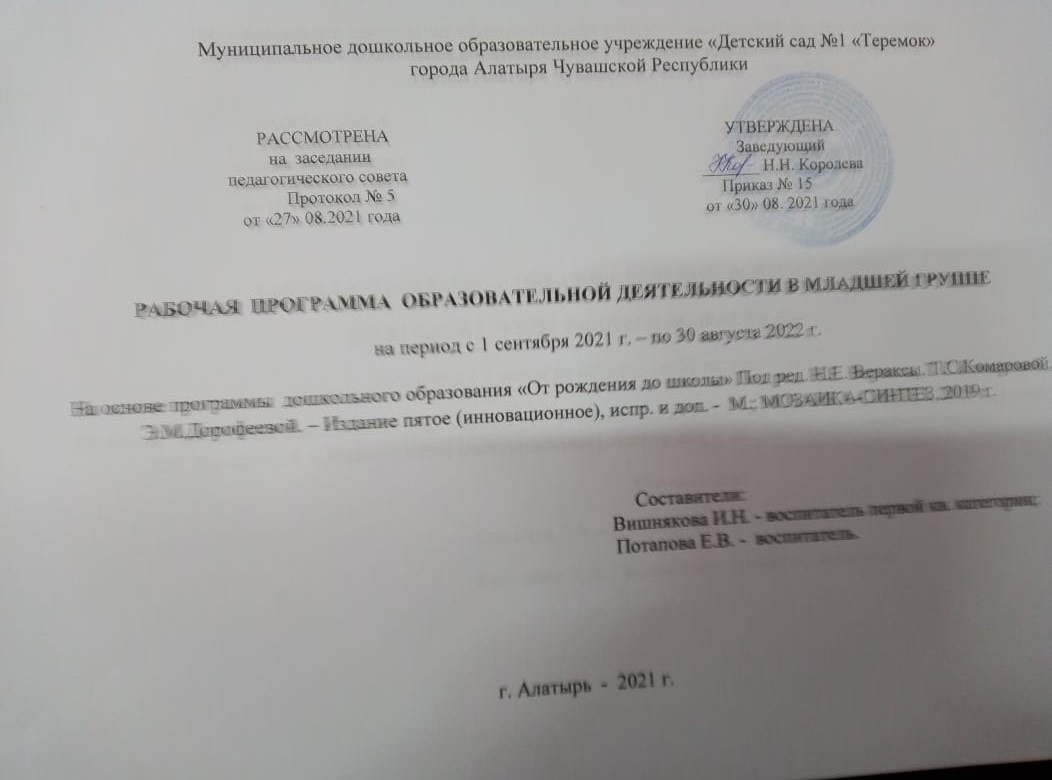 Муниципальное дошкольное образовательное учреждение «Детский сад №1 «Теремок»
города Алатыря Чувашской Республики
РАССМОТРЕНА
на заседании
педагогического совета
Протокол № 5
от «27» 08.2021 года
УТВЕРЖДЕНА
Заведующий
Н.Н. Королева
Приказ № 15
от «30» 08. 2021 года
РАБОЧАЯ ПРОГРАММА ОБРАЗОВАТЕЛЬНОЙ ДЕЯТЕЛЬНОСТИ В МЛАДШЕЙ ГРУППЕ
на период с 1 сентября 2021 г. – по 30 августа 2022 г.
На основе программы дошкольного образования «От рождения до школы» Под ред. Н.Е. Вераксы, Т.С.Комаровой,
Э.М.Дорофеевой. – Издание пятое (инновационное), испр. и доп. - М.: МОЗАИКА-СИНТЕЗ, 2019 г.
Составители:
Вишнякова И.Н. - воспитатель первой кв. категории;
Потапова Е.В. - воспитатель.
г. Алатырь - 2021 г.